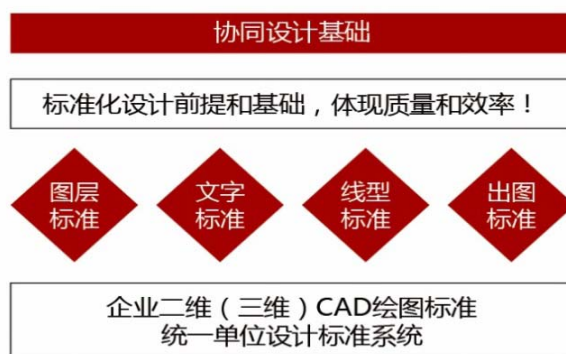 协同设计基础
标准化设计前提和基础，体现质量和效率！
图层
标准
文字
标准
线型
标准
出图
标准
企业二维（三维）CAD绘图标准
统一单位设计标准系统